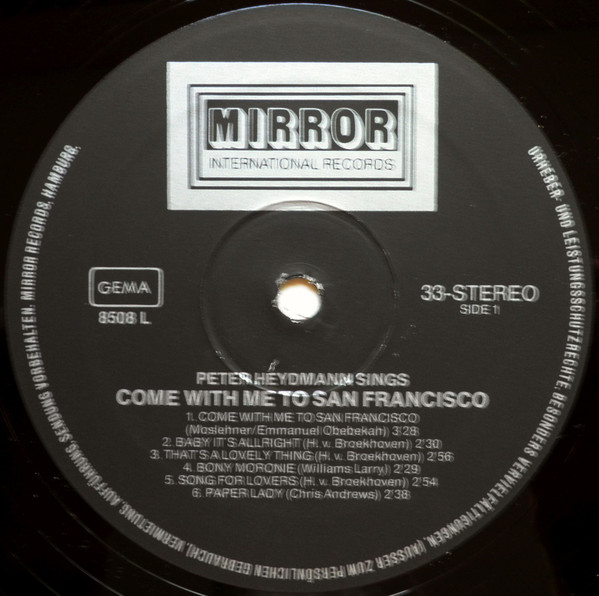 MIRROR
INTERNATIONAL RECORDS
GEMA
8508 L
33-STEREO
SIDE 1
PETER HEYDMANN SINGS
COME WITH ME TO SAN FRANCISCO
1. COME WITH ME TO SAN FRANCISCO)
(Moslehner/Emmanuel Obebekah) 3'28
2. BABY IT'S ALLRIGHT (H. v. Broekhoven) 2'30
3. THAT'S A LOVELY THING (H. v. Broekhoven) 2'56
4. BONY MORONIE (Williams Larry) 2'29
5. SONG FOR LOVERS (H. v. Broekhoven) 2'54
6. PAPER LADY (Chris Andrews) 2'38
URHEBER- UND LEISTUNGSSCHUTZRECHTE, BESONDERS VERVIELFÄLTIGUNGEN, (AUSSER ZUM PERSÖNLICHEN GEBRAUCH), VERMIETUNG, AUFFÜHRUNG, SENDUNG VORBEHALTEN. MIRROR RECORDS, HAMBURG.